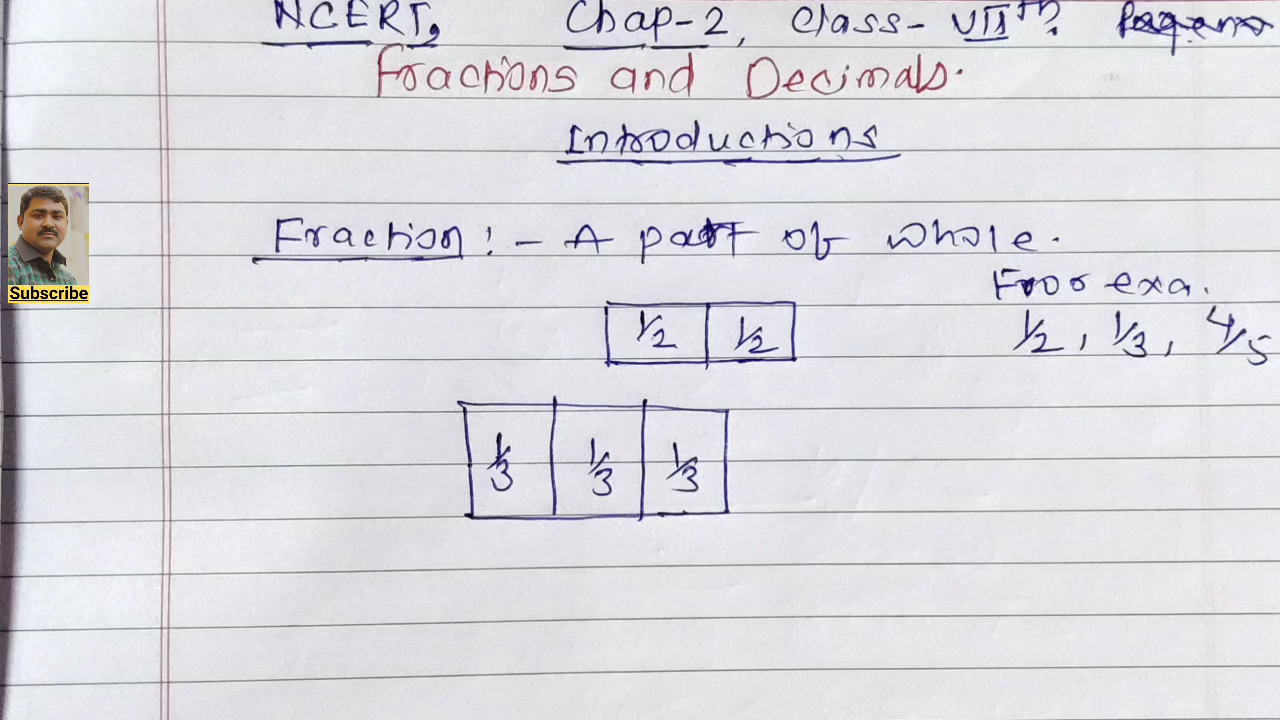 NCERT, Chap-2, Class- VIIth:
Fractions and Decimals.
Introductions
Fraction:- A part of whole.
For exa.
1/2, 1/3, 4/5
1/2 1/2
1/3 1/3 1/3
Subscribe